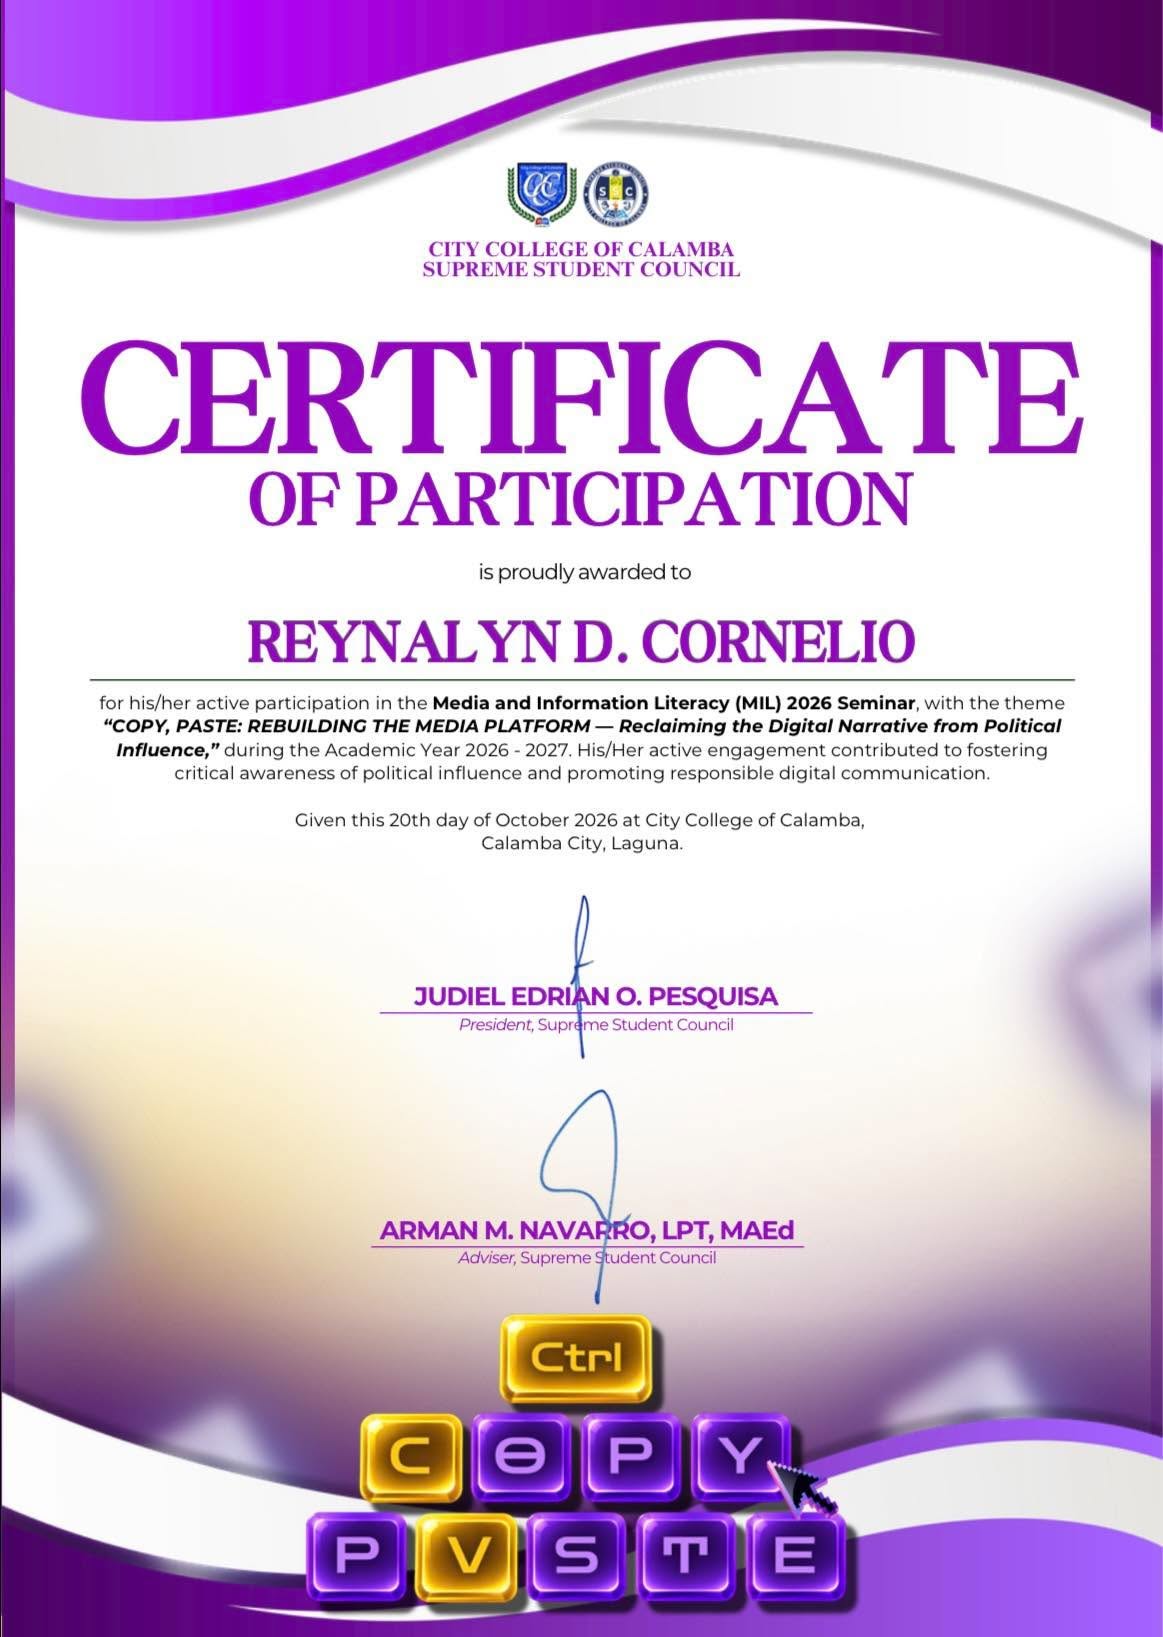 CITY COLLEGE OF CALAMBA
SUPREME STUDENT COUNCIL
CERTIFICATE
OF PARTICIPATION
is proudly awarded to
REYNALYN D. CORNELIO
for his/her active participation in the Media and Information Literacy (MIL) 2026 Seminar, with the theme
“COPY, PASTE: REBUILDING THE MEDIA PLATFORM — Reclaiming the Digital Narrative from Political
Influence,” during the Academic Year 2026 - 2027. His/Her active engagement contributed to fostering
critical awareness of political influence and promoting responsible digital communication.
Given this 20th day of October 2026 at City College of Calamba,
Calamba City, Laguna.
JUDIEL EDRIAN O. PESQUISA
President, Supreme Student Council
ARMAN M. NAVARRO, LPT, MAEd
Adviser, Supreme Student Council
Ctrl
COPY
PVSTE